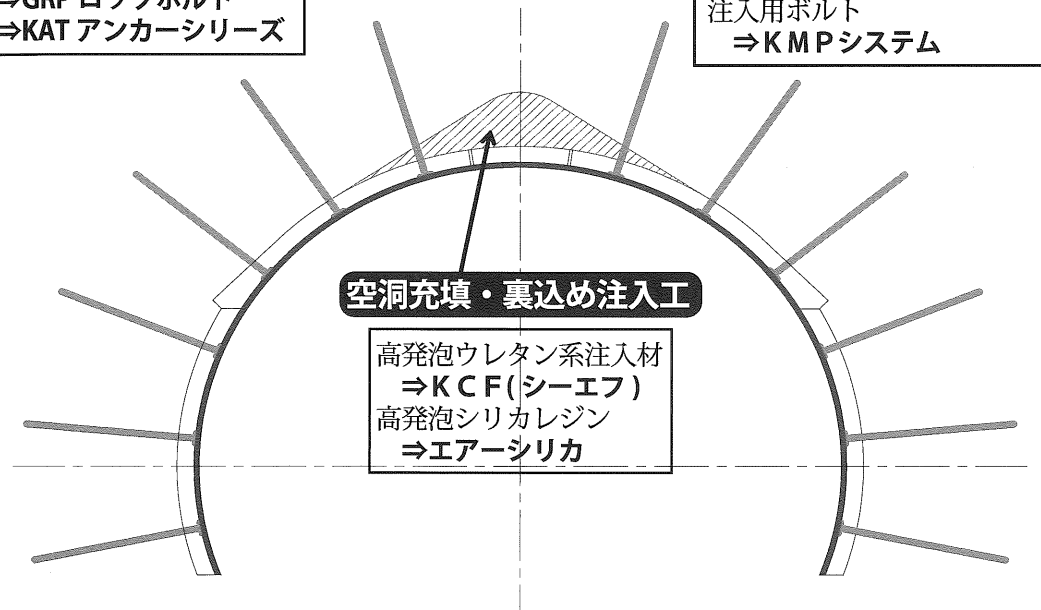 ⇒GRP ロックボルト
⇒KAT アンカーシリーズ
注入用ボルト
⇒KMPシステム
空洞充填・裏込め注入工
高発泡ウレタン系注入材
⇒KCF(シーエフ)
高発泡シリカレジン
⇒エアーシリカ